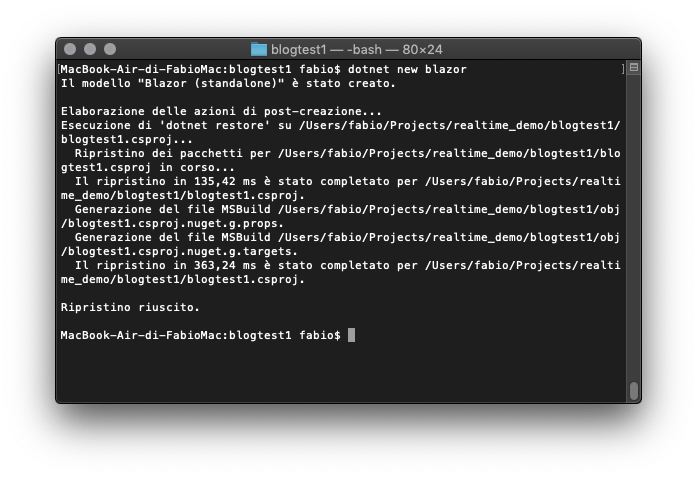 blogtest1 — -bash — 80×24
[MacBook-Air-di-FabioMac:blogtest1 fabio$ dotnet new blazor ]
Il modello "Blazor (standalone)" è stato creato.
Elaborazione delle azioni di post-creazione...
Esecuzione di 'dotnet restore' su /Users/fabio/Projects/realtime_demo/blogtest1/
blogtest1.csproj...
Ripristino dei pacchetti per /Users/fabio/Projects/realtime_demo/blogtest1/blo
gtest1.csproj in corso...
Il ripristino in 135,42 ms è stato completato per /Users/fabio/Projects/realti
me_demo/blogtest1/blogtest1.csproj.
Generazione del file MSBuild /Users/fabio/Projects/realtime_demo/blogtest1/obj
/blogtest1.csproj.nuget.g.props.
Generazione del file MSBuild /Users/fabio/Projects/realtime_demo/blogtest1/obj
/blogtest1.csproj.nuget.g.targets.
Il ripristino in 363,24 ms è stato completato per /Users/fabio/Projects/realti
me_demo/blogtest1/blogtest1.csproj.
Ripristino riuscito.
MacBook-Air-di-FabioMac:blogtest1 fabio$